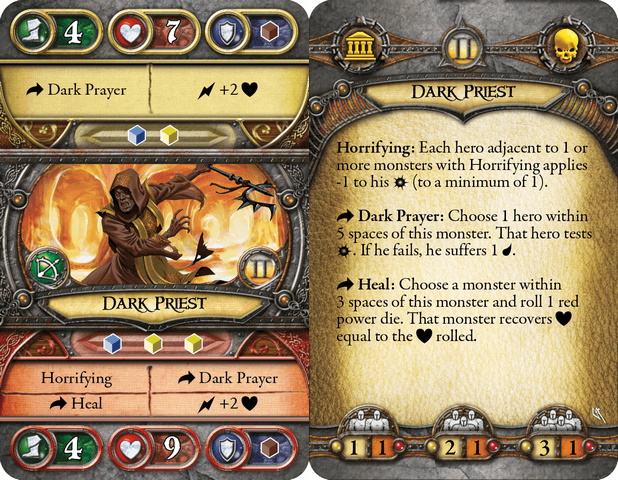 4 7
Dark Prayer +2
DARK PRIEST
II
Horrifying Dark Prayer
Heal +2
4 9
II
DARK PRIEST
Horrifying: Each hero adjacent to 1 or
more monsters with Horrifying applies
-1 to his (to a minimum of 1).
Dark Prayer: Choose 1 hero within
5 spaces of this monster. That hero tests
. If he fails, he suffers 1 .
Heal: Choose a monster within
3 spaces of this monster and roll 1 red
power die. That monster recovers
equal to the rolled.
1 1 2 1 3 1